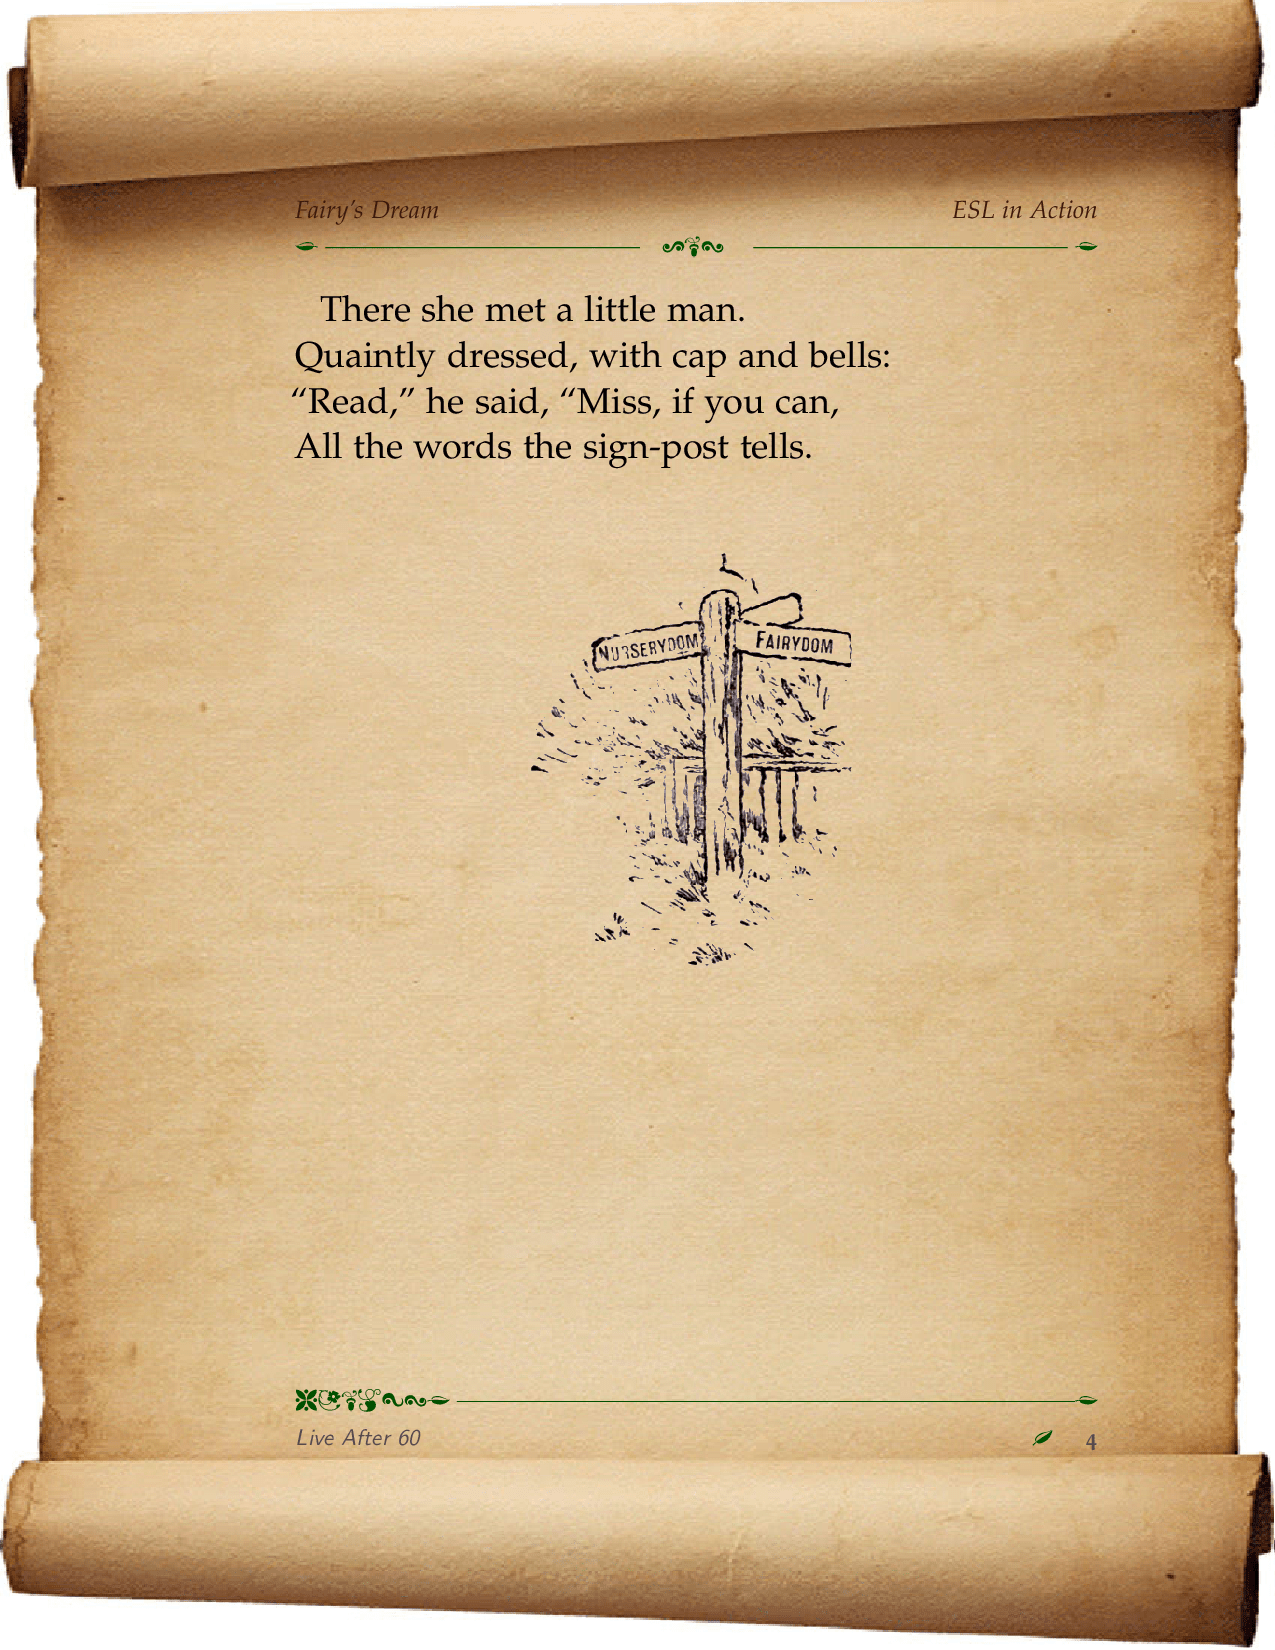 Fairy's Dream
ESL in Action
There she met a little man.
Quaintly dressed, with cap and bells:
“Read,” he said, “Miss, if you can,
All the words the sign-post tells.
NURSERYDOM
FAIRYDOM
Live After 60
4